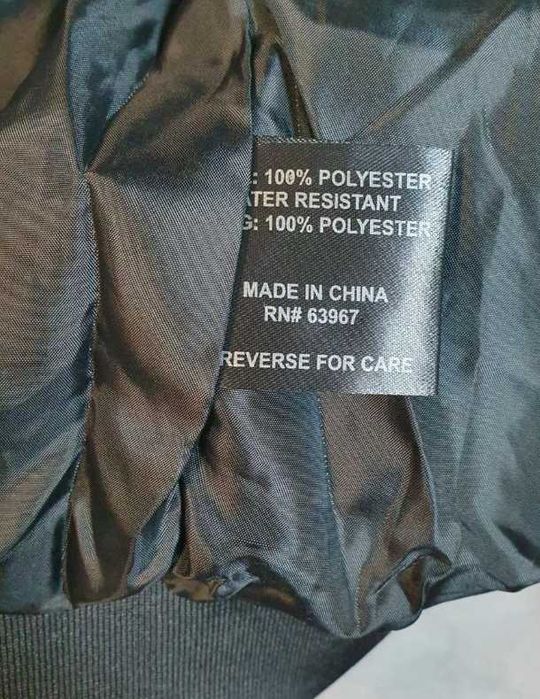 : 100% POLYESTER
ATER RESISTANT
G: 100% POLYESTER
MADE IN CHINA
RN# 63967
REVERSE FOR CARE